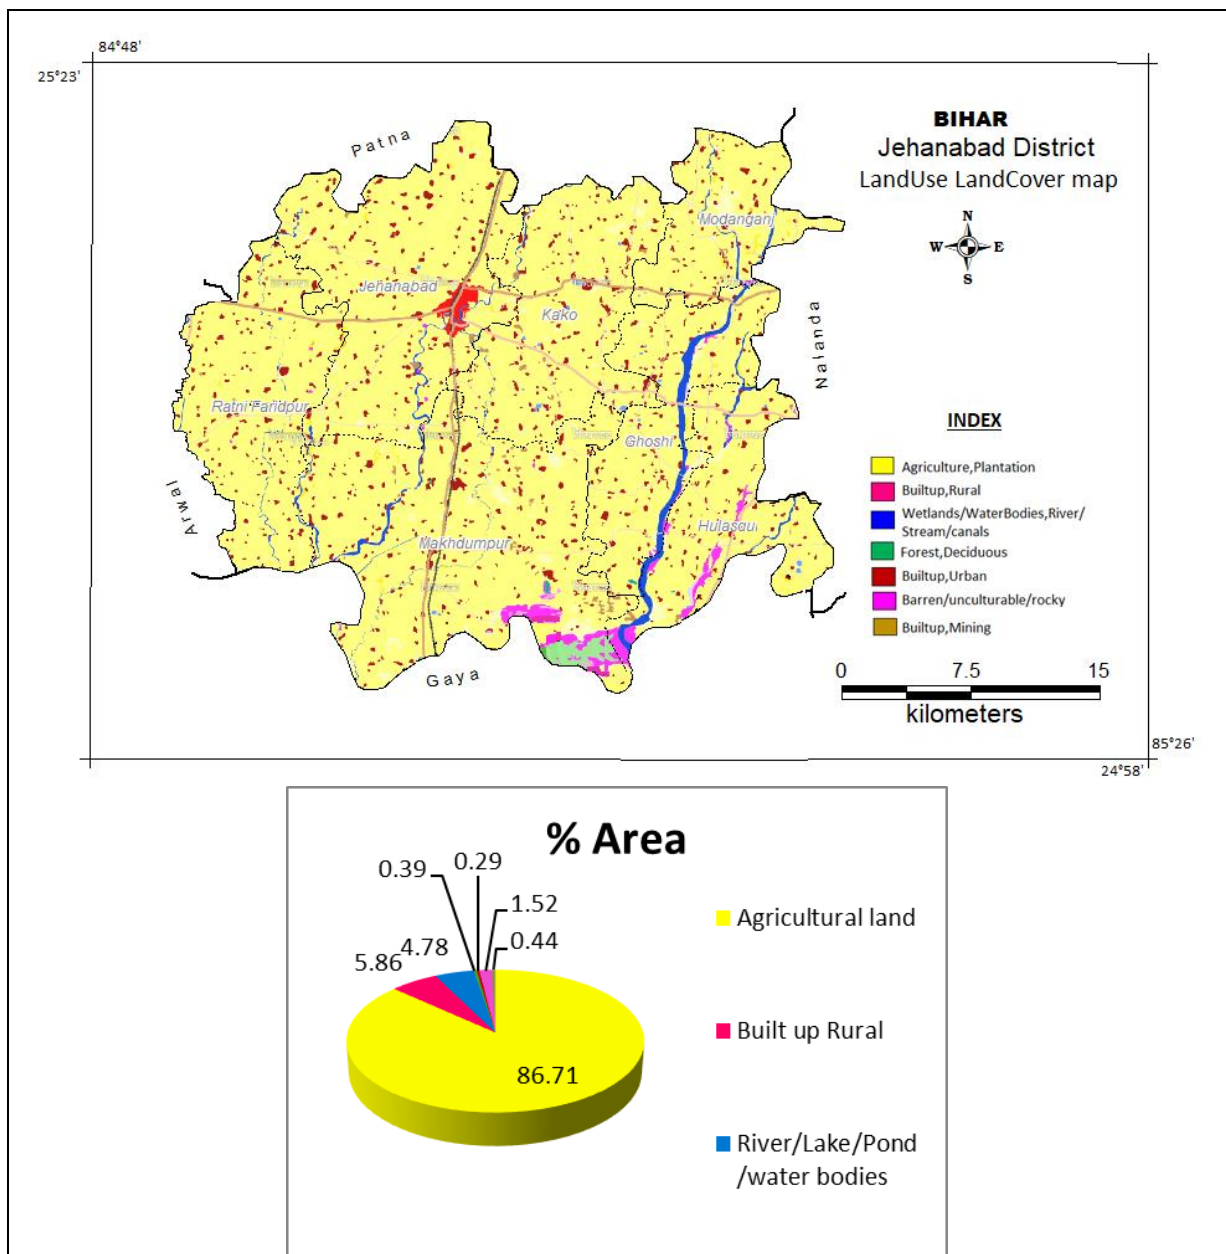 84°48'
25°23'
BIHAR
Jehanabad District
LandUse LandCover map
N
W E
S
Patna
Modanganj
Jehanabad
Kako
Nalanda
Ratni Faridpur
Ghoshi
Arwal
Hulasgu
Makhdumpur
Gaya
INDEX
Agriculture,Plantation
Builtup,Rural
Wetlands/WaterBodies,River/
Stream/canals
Forest,Deciduous
Builtup,Urban
Barren/unculturable/rocky
Builtup,Mining
0 7.5 15
kilometers
85°26'
24°58'
% Area
0.39 0.29
1.52
0.44
4.78
5.86
86.71
Agricultural land
Built up Rural
River/Lake/Pond
/water bodies